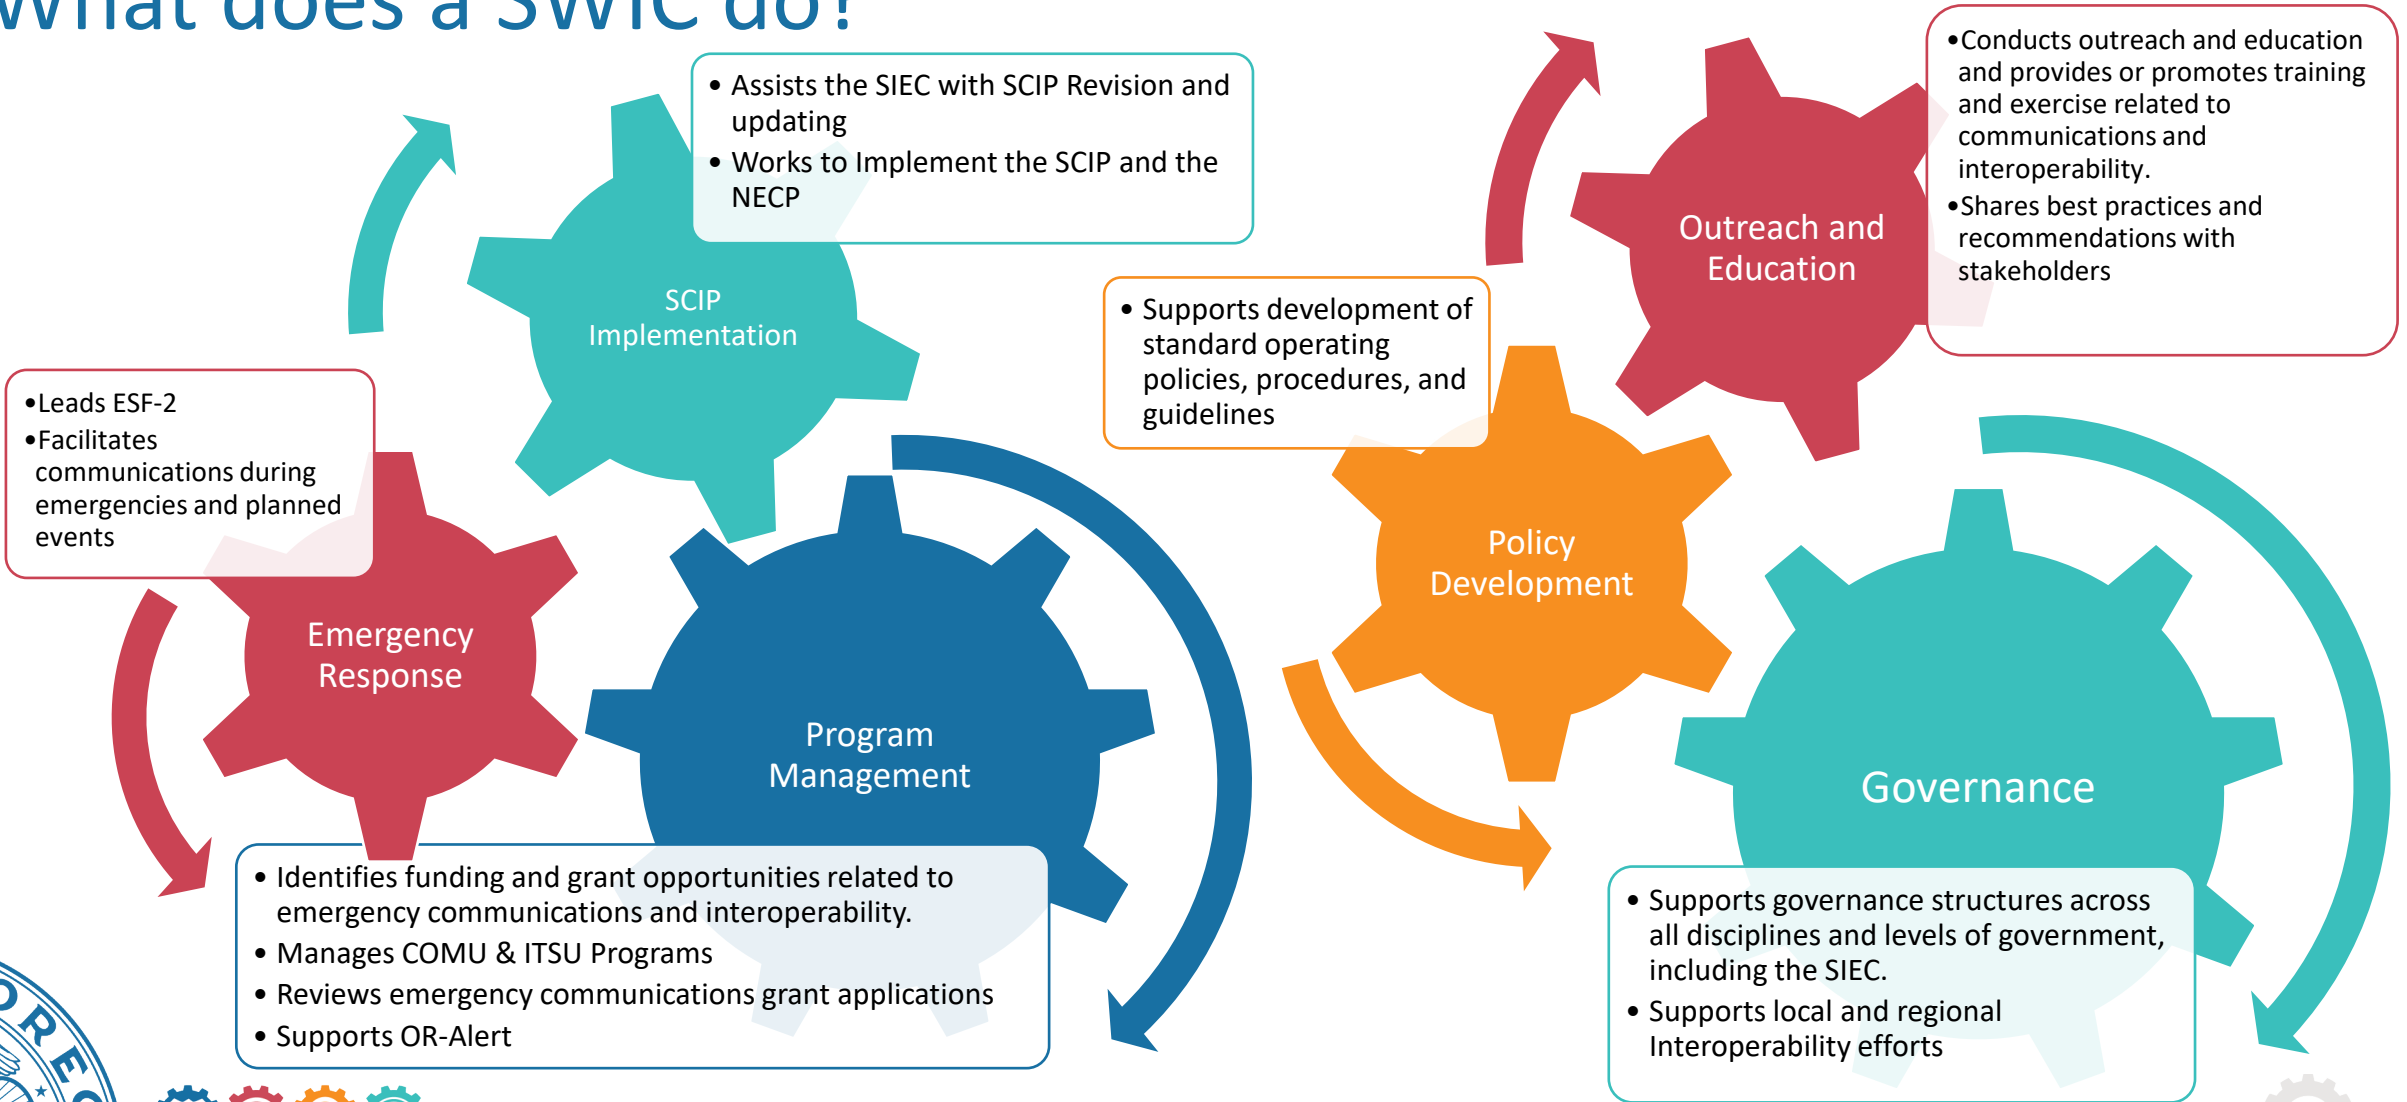 What does a SWIC do?
• Assists the SIEC with SCIP Revision and
updating
• Works to Implement the SCIP and the
NECP
SCIP
Implementation
•Leads ESF-2
•Facilitates
communications during
emergencies and planned
events
Emergency
Response
Program
Management
• Identifies funding and grant opportunities related to
emergency communications and interoperability.
• Manages COMU & ITSU Programs
• Reviews emergency communications grant applications
• Supports OR-Alert
•Conducts outreach and education
and provides or promotes training
and exercise related to
communications and
interoperability.
•Shares best practices and
recommendations with
stakeholders
Outreach and
Education
• Supports development of
standard operating
policies, procedures, and
guidelines
Policy
Development
Governance
• Supports governance structures across
all disciplines and levels of government,
including the SIEC.
• Supports local and regional
Interoperability efforts